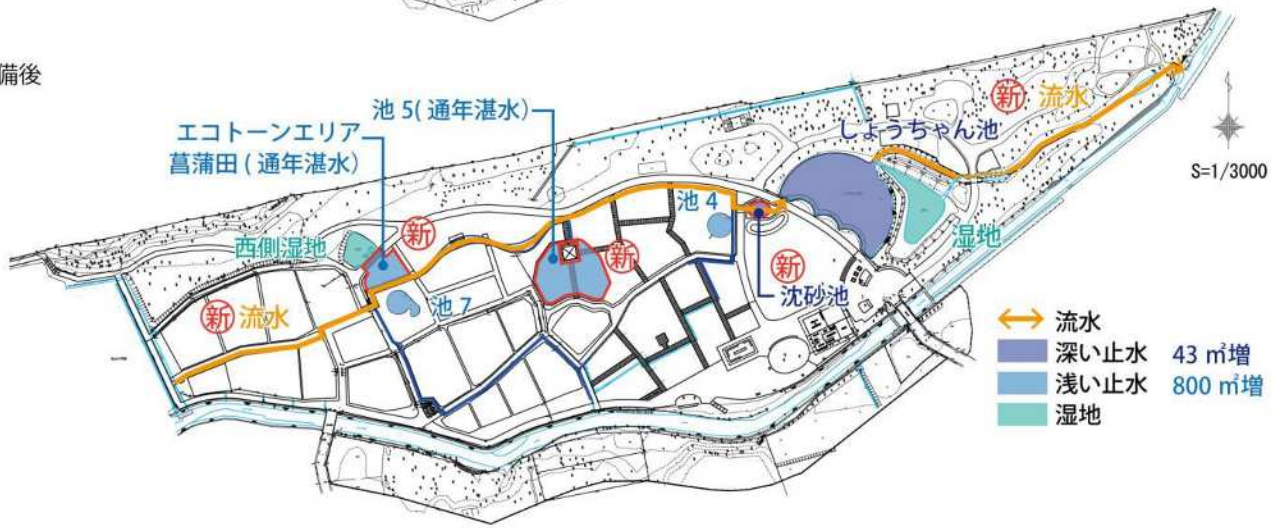 備後
池 5( 通年湛水)
エコトーンエリア
菖蒲田 ( 通年湛水)
新 流水
しょうちゃん池
S=1/3000
池 4
新
西側湿地
新
湿地
新
沈砂池
池 7
新 流水
流水
深い止水 43 ㎡増
浅い止水 800 ㎡増
湿地